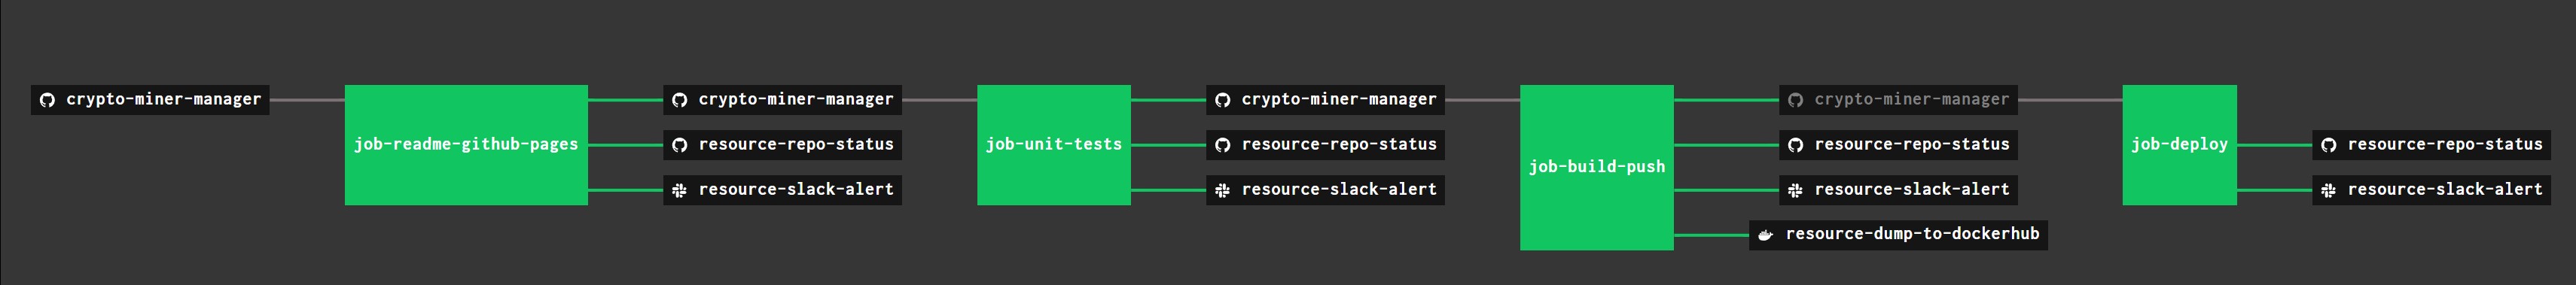 crypto-miner-manager
job-readme-github-pages
crypto-miner-manager
resource-repo-status
resource-slack-alert
job-unit-tests
crypto-miner-manager
resource-repo-status
resource-slack-alert
job-build-push
crypto-miner-manager
resource-repo-status
resource-slack-alert
resource-dump-to-dockerhub
job-deploy
resource-repo-status
resource-slack-alert